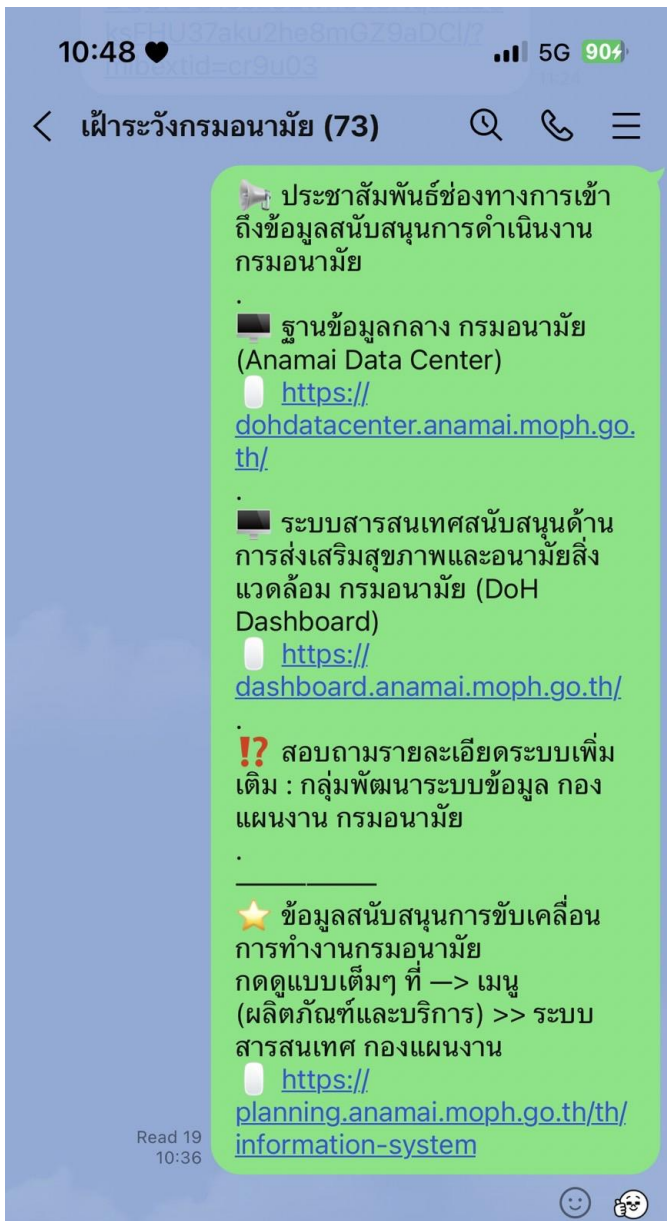 ksFHU37aku2he8mGZ9aDCl/?
mibextid=cr9u03
10:48
5G 90
เฝ้าระวังกรมอนามัย (73)
ประชาสัมพันธ์ช่องทางการเข้า
ถึงข้อมูลสนับสนุนการดำเนินงาน
กรมอนามัย
.
ฐานข้อมูลกลาง กรมอนามัย
(Anamai Data Center)
https://
dohdatacenter.anamai.moph.go.
th/
.
ระบบสารสนเทศสนับสนุนด้าน
การส่งเสริมสุขภาพและอนามัยสิ่ง
แวดล้อม กรมอนามัย (DoH
Dashboard)
https://
dashboard.anamai.moph.go.th/
.
⁉️ สอบถามรายละเอียดระบบเพิ่ม
เติม : กลุ่มพัฒนาระบบข้อมูล กอง
แผนงาน กรมอนามัย
.
__________
ข้อมูลสนับสนุนการขับเคลื่อน
การทำงานกรมอนามัย
กดดูแบบเต็มๆ ที่ —> เมนู
(ผลิตภัณฑ์และบริการ) >> ระบบ
สารสนเทศ กองแผนงาน
https://
planning.anamai.moph.go.th/th/
information-system
Read 19
10:36